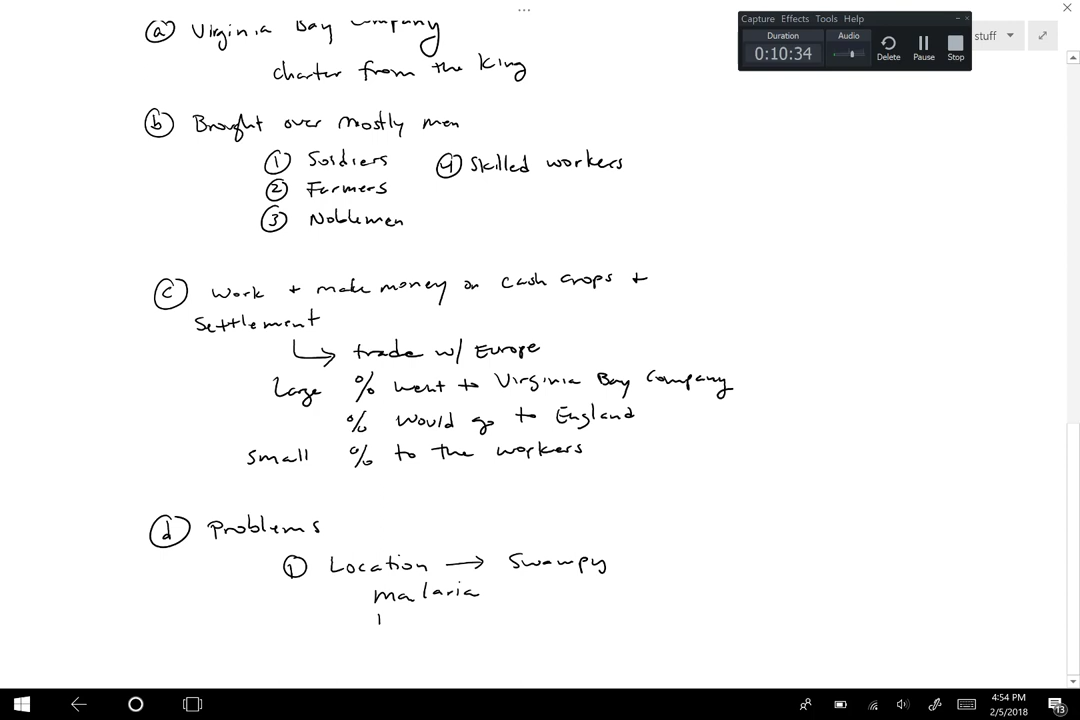 ...
Capture Effects Tools Help
Duration
Audio
0:10:34
Delete Pause Stop
stuff
(a) Virginia Bay Company
charter from the King
(b) Brought over mostly men
(1) Soldiers (4) Skilled workers
(2) Farmers
(3) Noblemen
(c) Work + make money on cash crops +
Settlement
trade w/ Europe
Large % went to Virginia Bay Company
% would go to England
Small % to the workers
(d) Problems
(1) Location → Swampy
malaria
4:54 PM
2/5/2018
13